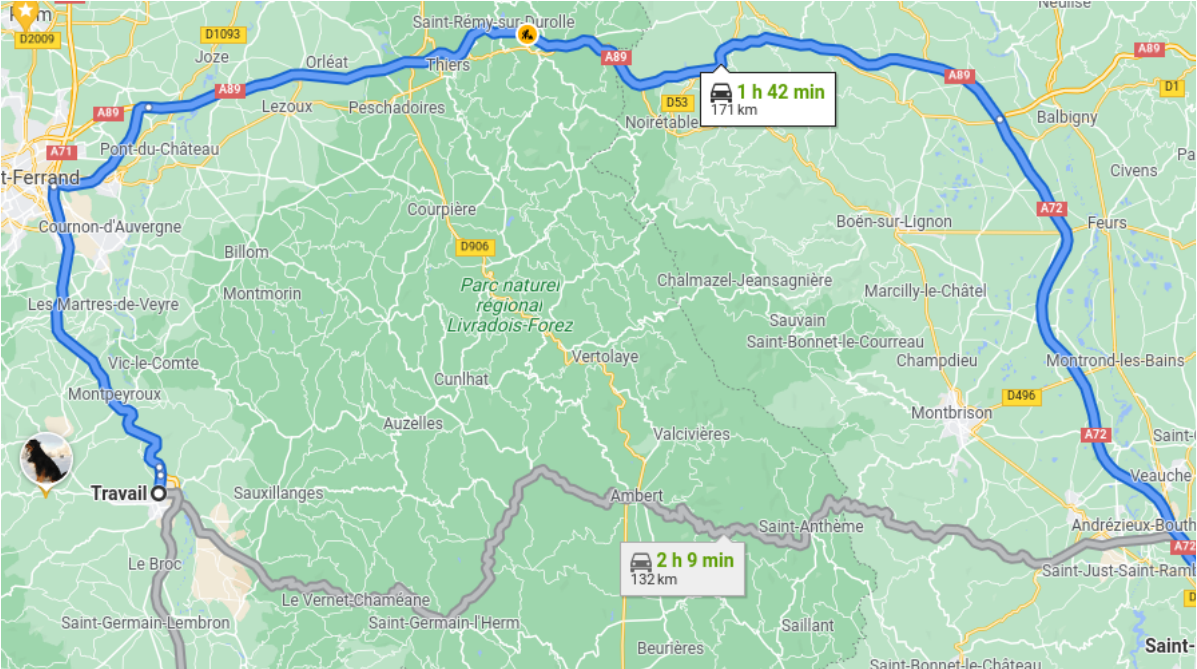 Neulise
Saint-Rémy-sur-Durolle
D2009
D1093
Joze
A89
A89
Orléat
Thiers
A89
A89
D1
1 h 42 min
171 km
A89
Lezoux
Peschadoires
D53
Noirétable
Balbigny
A71
Pont-du-Château
t-Ferrand
Civens
Courpière
A72
Cournon-d'Auvergne
Boën-sur-Lignon
Feurs
D906
Billom
Chalmazel-Jeansagnière
Parc naturel
régional
Livradois-Forez
Montmorin
Marcilly-le-Châtel
Les Martres-de-Veyre
Sauvain
Saint-Bonnet-le-Courreau
Vertolaye
Vic-le-Comte
Champdieu
Montrond-les-Bains
Cunlhat
Montpeyroux
D496
Montbrison
Auzelles
Valcivières
A72
Saint-
Veauche
Travail
Sauxillanges
Ambert
Saint-Anthème
Andrézieux-Bouth
A72
2 h 9 min
132 km
Le Broc
Saint-Just-Saint-Ramb
Le Vernet-Chaméane
D
Saint-Germain-Lembron
Saint-Germain-l'Herm
Saillant
Beurières
Saint-
Saint-Bonnet-le-Château